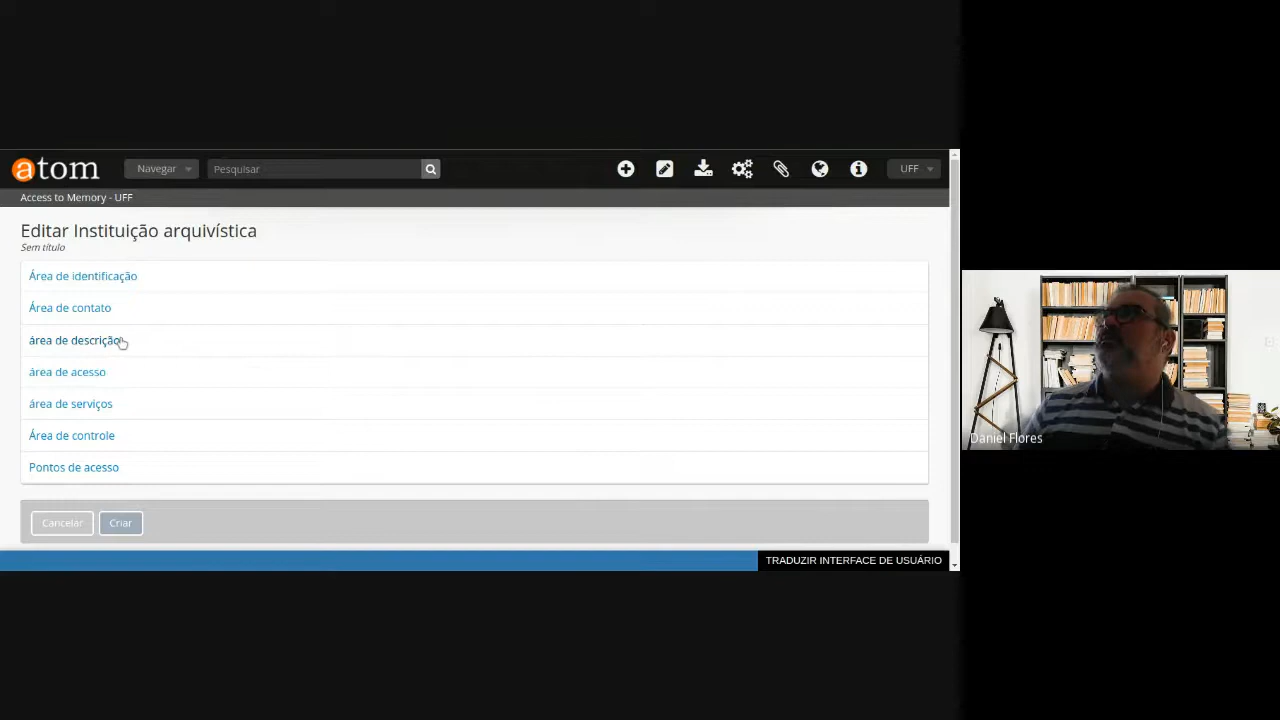 atom
Navegar
Pesquisar
UFF
Access to Memory - UFF
Editar Instituição arquivística
Sem título
Área de identificação
Área de contato
área de descrição
área de acesso
área de serviços
Área de controle
Pontos de acesso
Cancelar
Criar
TRADUZIR INTERFACE DE USUÁRIO
Daniel Flores